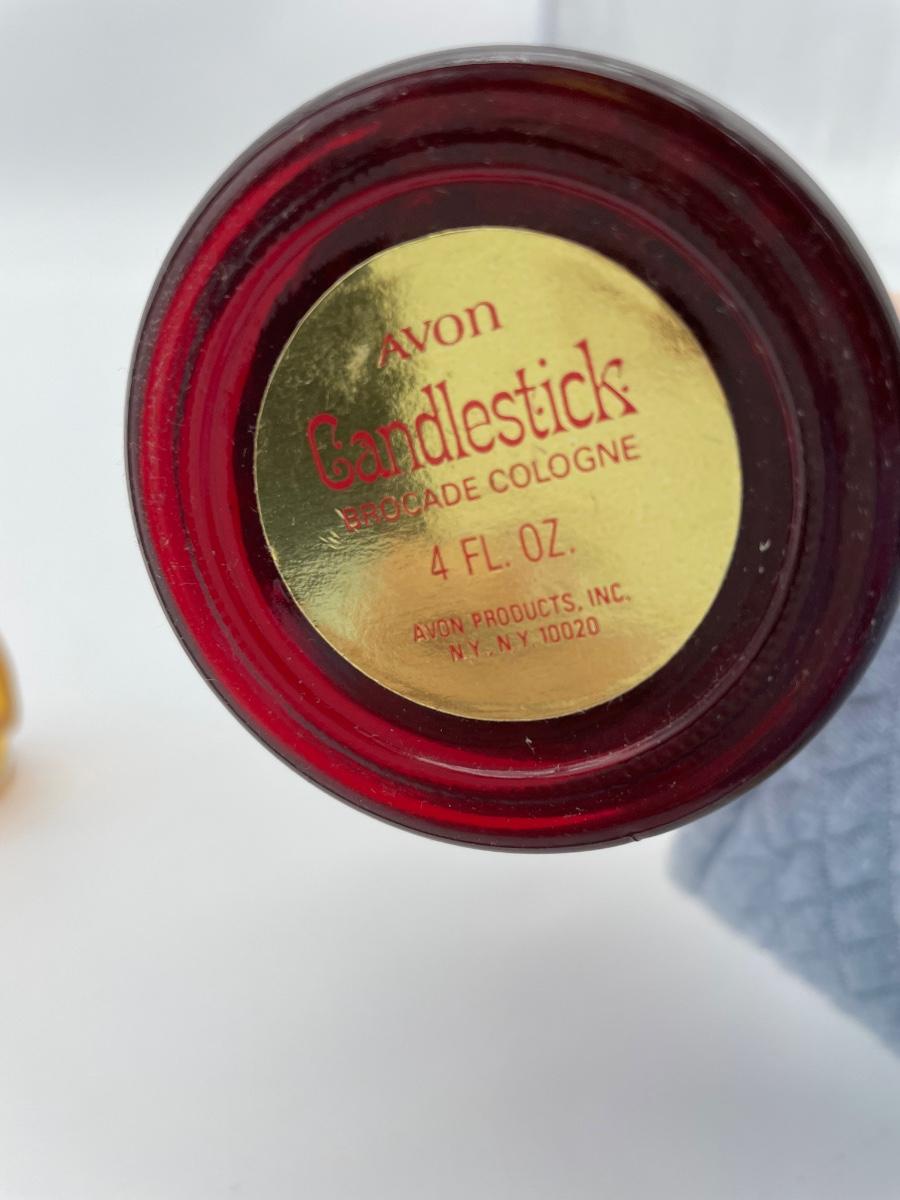 AVON
Candlestick
BROCADE COLOGNE
4 FL. OZ.
AVON PRODUCTS, INC.
N.Y., N.Y. 10020